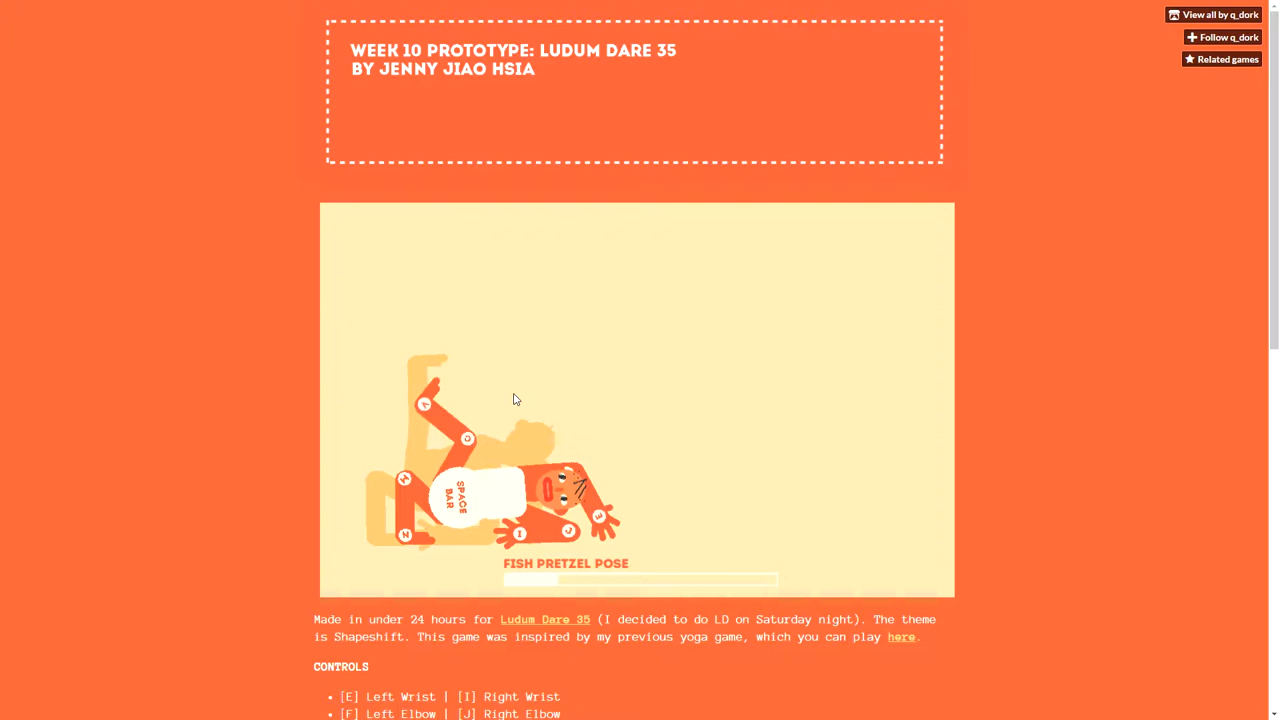 View all by q_dork
Follow q_dork
Related games
WEEK 10 PROTOTYPE: LUDUM DARE 35
BY JENNY JIAO HSIA
V
C
M
SPACE
BAR
N
I
J
E
FISH PRETZEL POSE
Made in under 24 hours for Ludum Dare 35 (I decided to do LD on Saturday night). The theme
is Shapeshift. This game was inspired by my previous yoga game, which you can play here.
CONTROLS
• [E] Left Wrist | [I] Right Wrist
• [F] Left Elbow | [J] Right Elbow